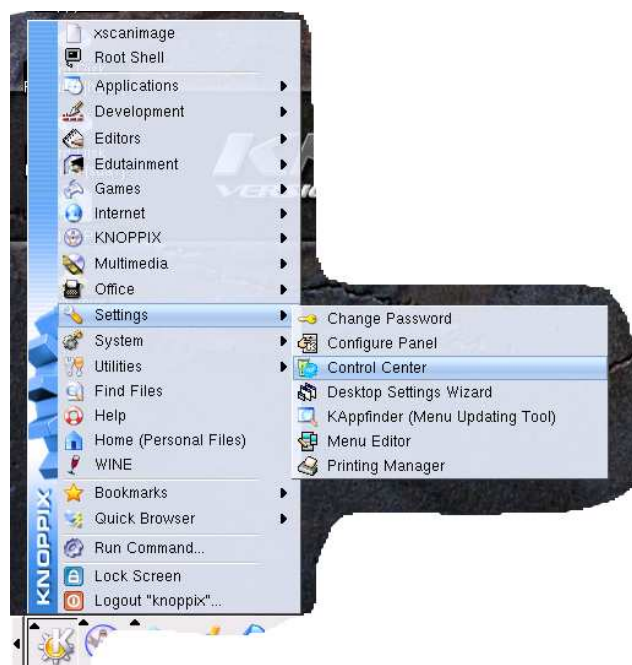 xscanimage
Root Shell
Applications
Development
Editors
Edutainment
Games
Internet
KNOPPIX
Multimedia
Office
Settings
System
Utilities
Find Files
Help
Home (Personal Files)
WINE
Bookmarks
Quick Browser
Run Command...
Lock Screen
Logout "knoppix"...
Change Password
Configure Panel
Control Center
Desktop Settings Wizard
KAppfinder (Menu Updating Tool)
Menu Editor
Printing Manager
KNOPPIX